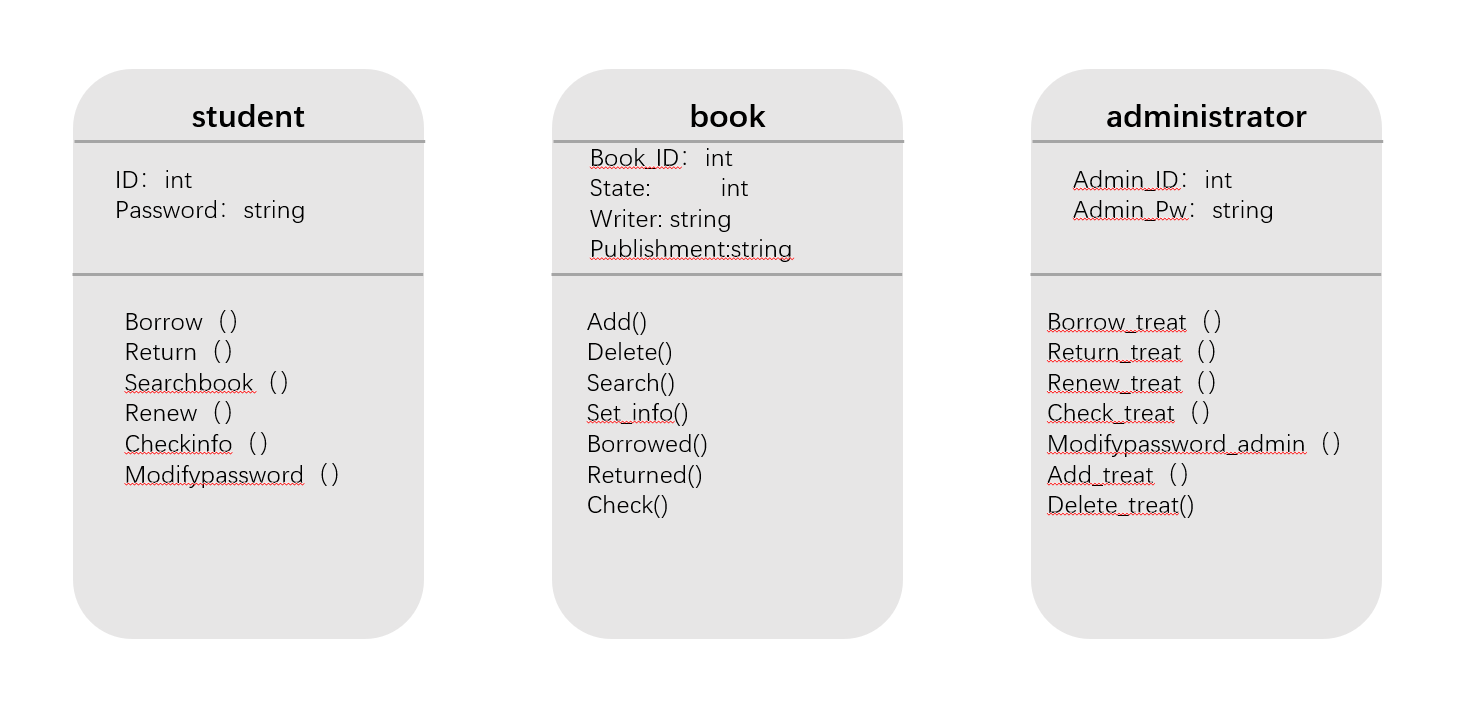 student
ID：int
Password：string
Borrow（）
Return（）
Searchbook（）
Renew（）
Checkinfo（）
Modifypassword（）
book
Book_ID：int
State: int
Writer: string
Publishment:string
Add()
Delete()
Search()
Set_info()
Borrowed()
Returned()
Check()
administrator
Admin_ID：int
Admin_Pw：string
Borrow_treat（）
Return_treat（）
Renew_treat（）
Check_treat（）
Modifypassword_admin（）
Add_treat（）
Delete_treat()